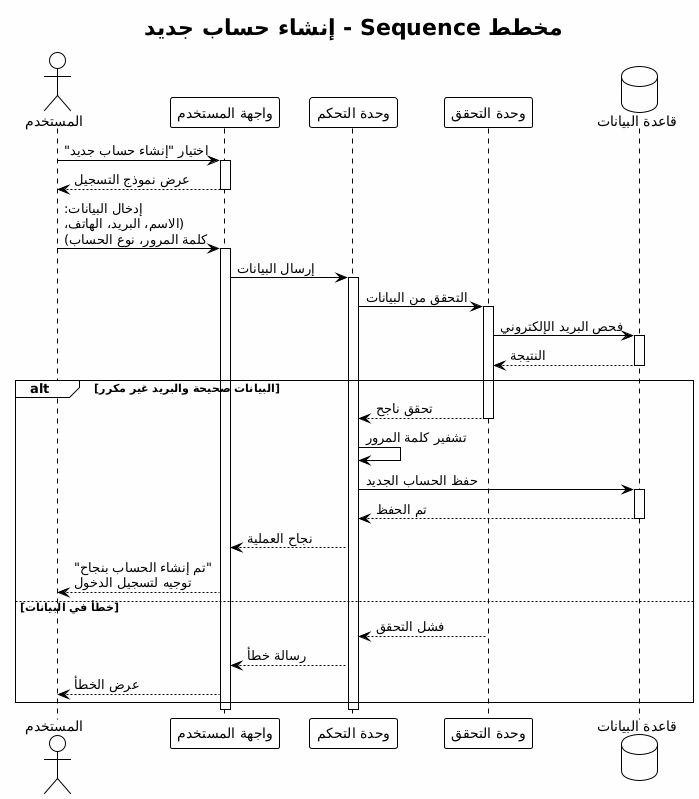 مخطط Sequence - إنشاء حساب جديد
المستخدم
واجهة المستخدم
وحدة التحكم
وحدة التحقق
قاعدة البيانات
اختيار "إنشاء حساب جديد"
عرض نموذج التسجيل
إدخال البيانات:
(الاسم، البريد، الهاتف،
كلمة المرور، نوع الحساب)
إرسال البيانات
التحقق من البيانات
فحص البريد الإلكتروني
النتيجة
alt
[البيانات صحيحة والبريد غير مكرر]
تحقق ناجح
تشفير كلمة المرور
حفظ الحساب الجديد
تم الحفظ
نجاح العملية
"تم إنشاء الحساب بنجاح"
توجيه لتسجيل الدخول
[خطأ في البيانات]
فشل التحقق
رسالة خطأ
عرض الخطأ
المستخدم
واجهة المستخدم
وحدة التحكم
وحدة التحقق
قاعدة البيانات